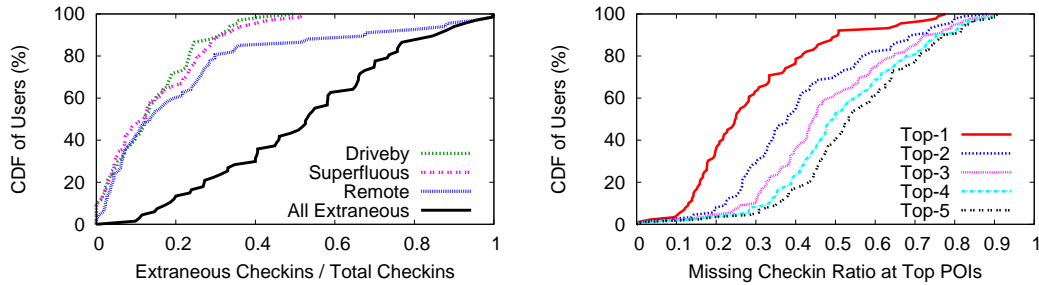 CDF of Users (%)
100
80
60
40
20
0
Driveby
Superfluous
Remote
All Extraneous
0 0.2 0.4 0.6 0.8 1
Extraneous Checkins / Total Checkins
CDF of Users (%)
100
80
60
40
20
0
Top-1
Top-2
Top-3
Top-4
Top-5
0 0.1 0.2 0.3 0.4 0.5 0.6 0.7 0.8 0.9 1
Missing Checkin Ratio at Top POIs